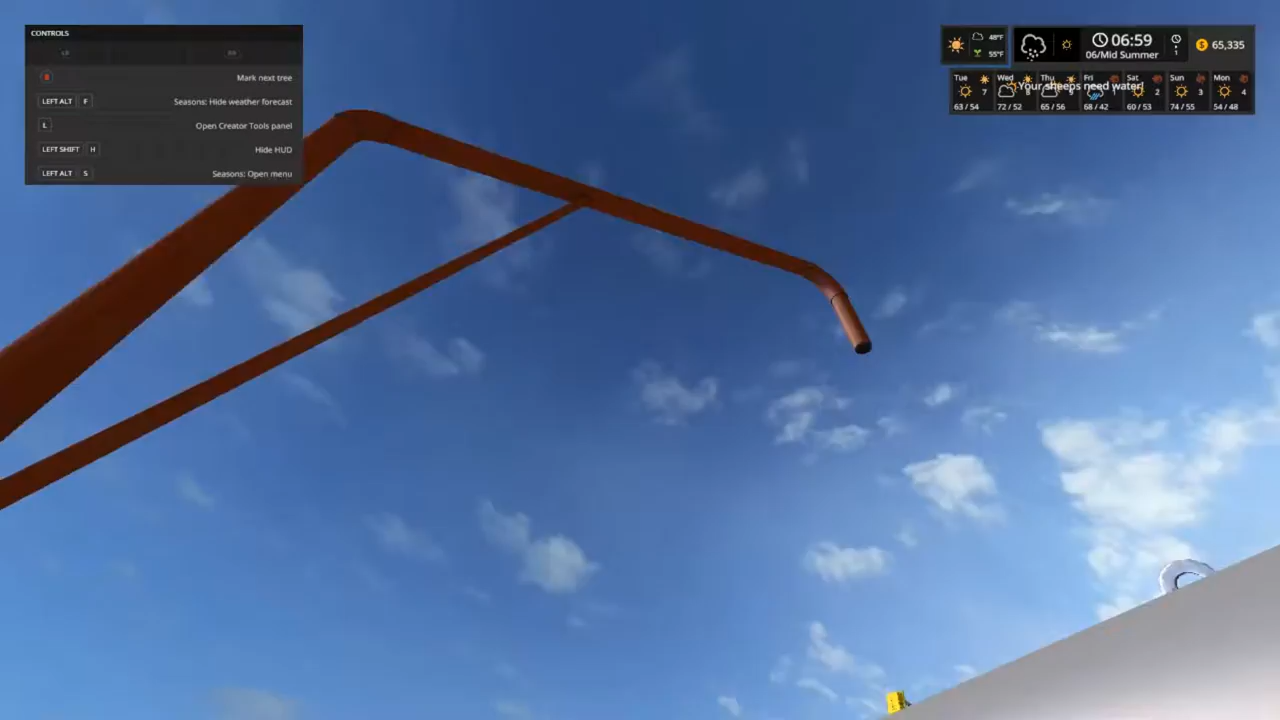 CONTROLS
Mark next tree
LEFT ALT F Seasons: Hide weather forecast
L Open Creator Tools panel
LEFT SHIFT H Hide HUD
LEFT ALT S Seasons: Open menu
48°F
55°F
06:59
06/Mid Summer
1
65,335
Tue Wed Thu Fri Sat Sun Mon
Your sheeps need water!
7 2 3 4
63 / 54 72 / 52 65 / 56 68 / 42 60 / 53 74 / 55 54 / 48